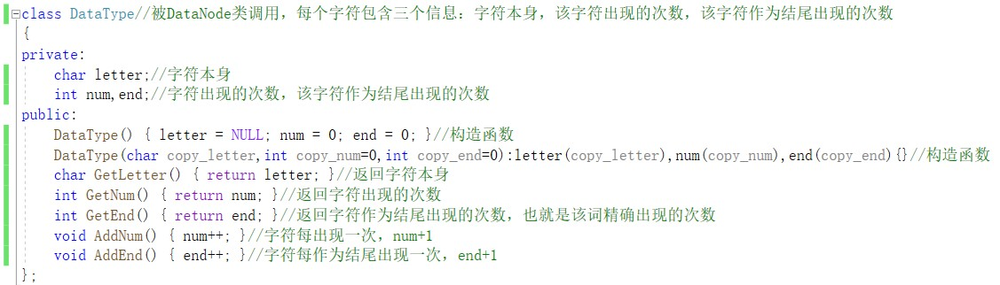 class DataType//被DataNode类调用，每个字符包含三个信息：字符本身，该字符出现的次数，该字符作为结尾出现的次数
{
private:
    char letter;//字符本身
    int num,end;//字符出现的次数，该字符作为结尾出现的次数
public:
    DataType() { letter = NULL; num = 0; end = 0; }//构造函数
    DataType(char copy_letter,int copy_num=0,int copy_end=0):letter(copy_letter),num(copy_num),end(copy_end){}//构造函数
    char GetLetter() { return letter; }//返回字符本身
    int GetNum() { return num; }//返回字符出现的次数
    int GetEnd() { return end; }//返回字符作为结尾出现的次数，也就是该词精确出现的次数
    void AddNum() { num++; }//字符每出现一次，num+1
    void AddEnd() { end++; }//字符每作为结尾出现一次，end+1
};